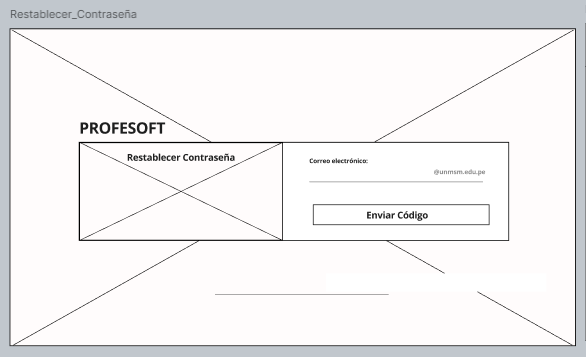 Restablecer_Contraseña
PROFESOFT
Restablecer Contraseña
Correo electrónico:
@unmsm.edu.pe
Enviar Código